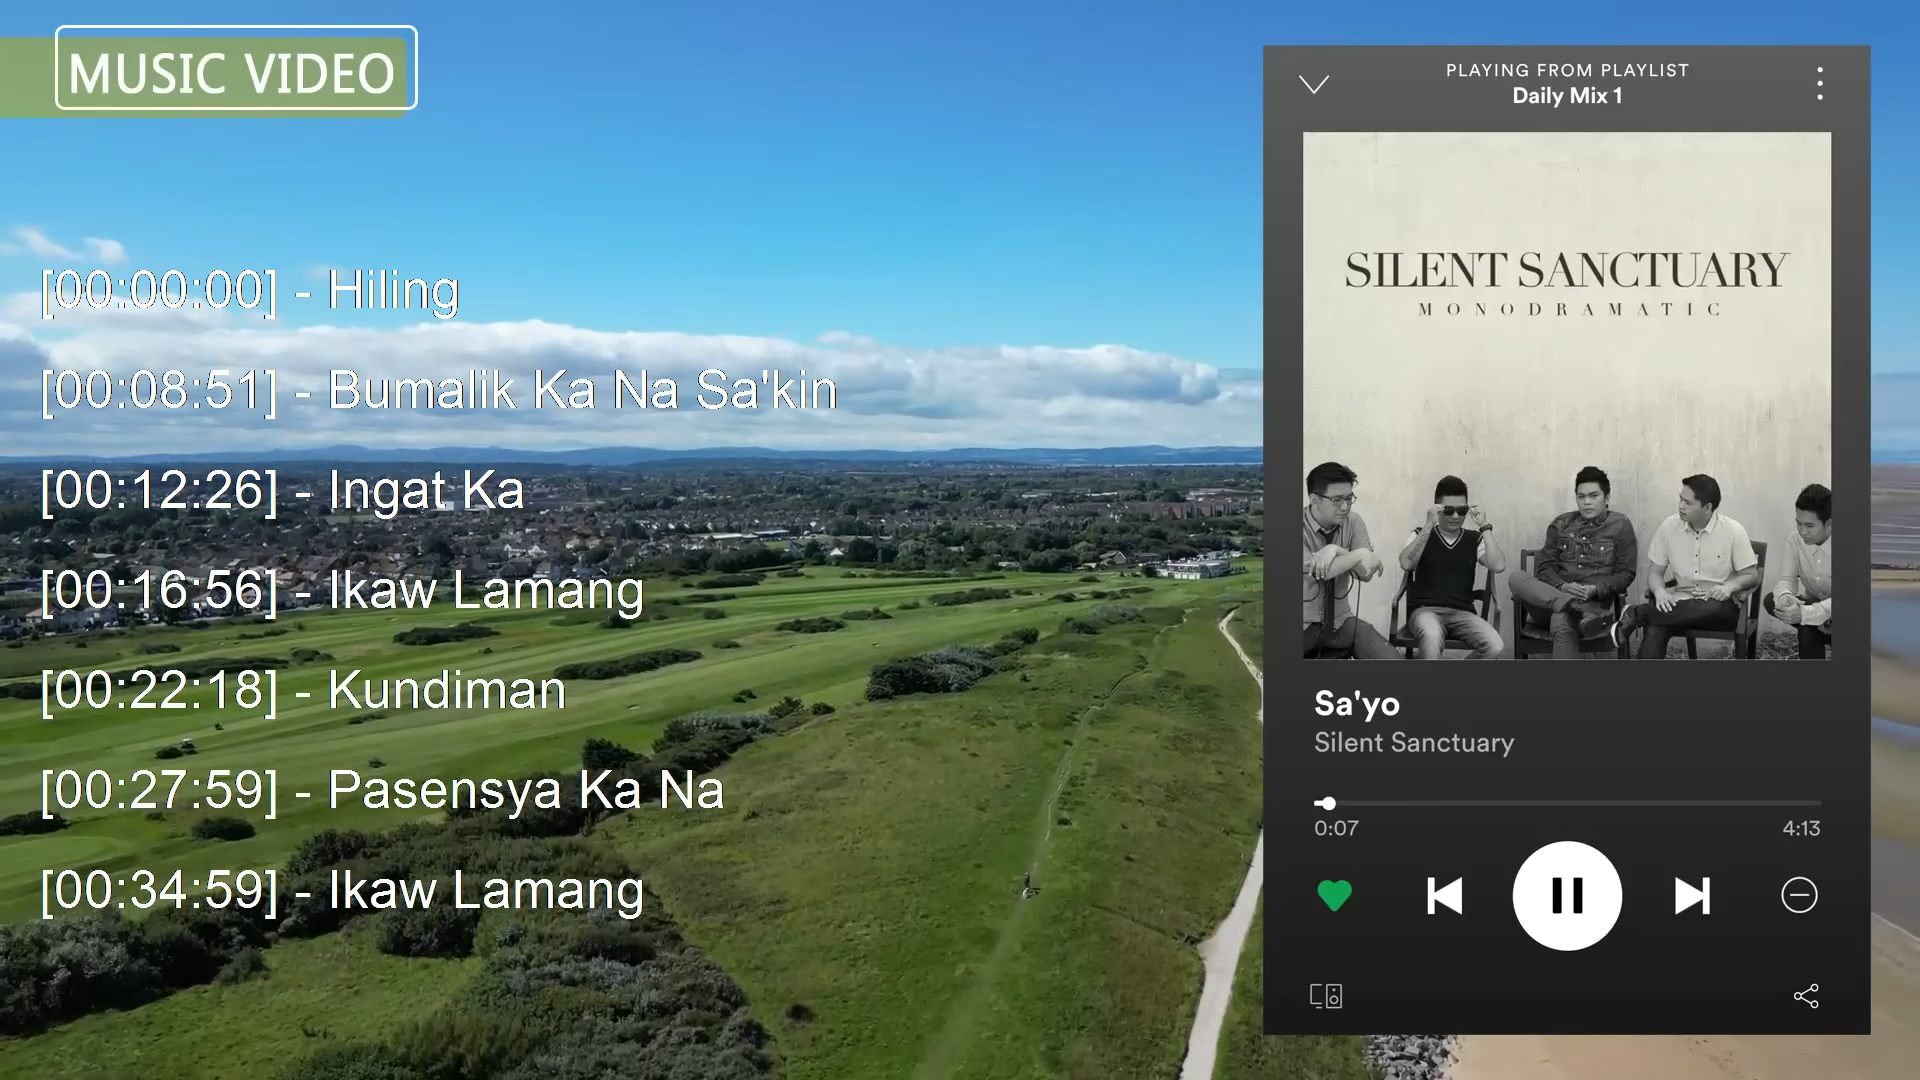 MUSIC VIDEO
[00:00:00] - Hiling
[00:08:51] - Bumalik Ka Na Sa'kin
[00:12:26] - Ingat Ka
[00:16:56] - Ikaw Lamang
[00:22:18] - Kundiman
[00:27:59] - Pasensya Ka Na
[00:34:59] - Ikaw Lamang
PLAYING FROM PLAYLIST
Daily Mix 1
SILENT SANCTUARY
MONODRAMATIC
Sa'yo
Silent Sanctuary
0:07
4:13